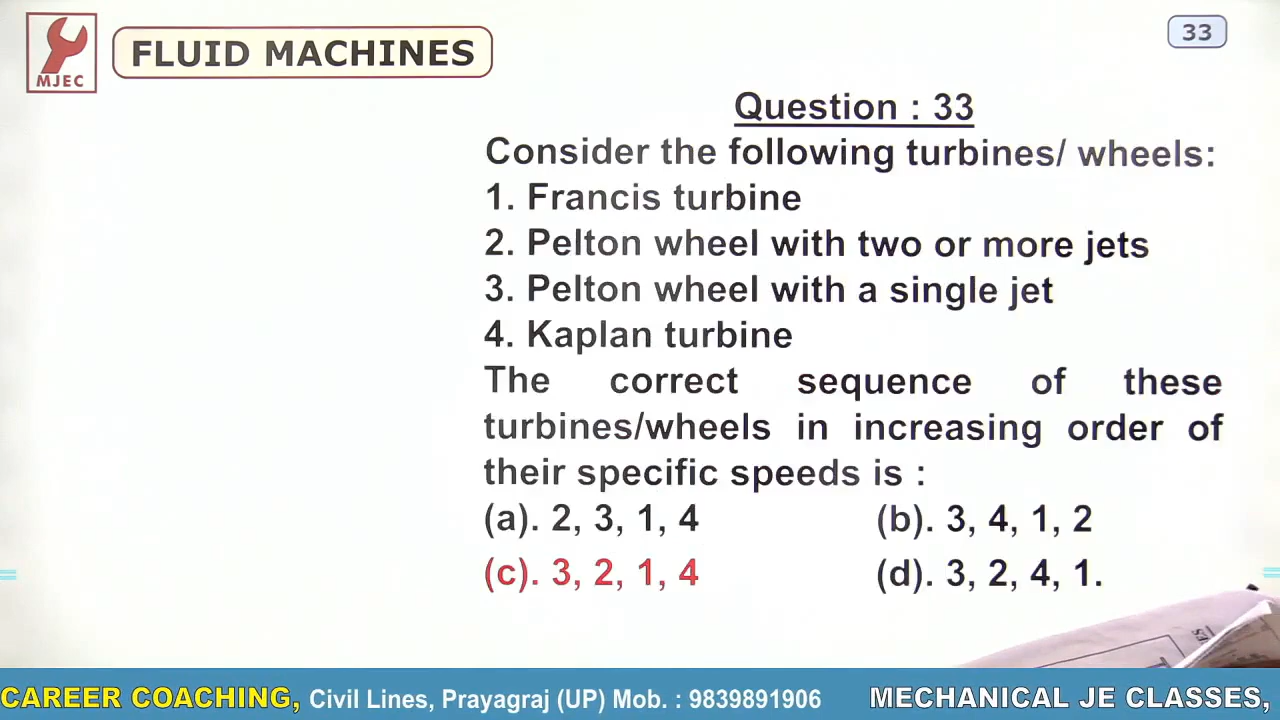 MJEC
FLUID MACHINES
33
Question : 33
Consider the following turbines/ wheels:
1. Francis turbine
2. Pelton wheel with two or more jets
3. Pelton wheel with a single jet
4. Kaplan turbine
The correct sequence of these
turbines/wheels in increasing order of
their specific speeds is :
(a). 2, 3, 1, 4 (b). 3, 4, 1, 2
(c). 3, 2, 1, 4 (d). 3, 2, 4, 1.
CAREER COACHING, Civil Lines, Prayagraj (UP) Mob. : 9839891906 MECHANICAL JE CLASSES,